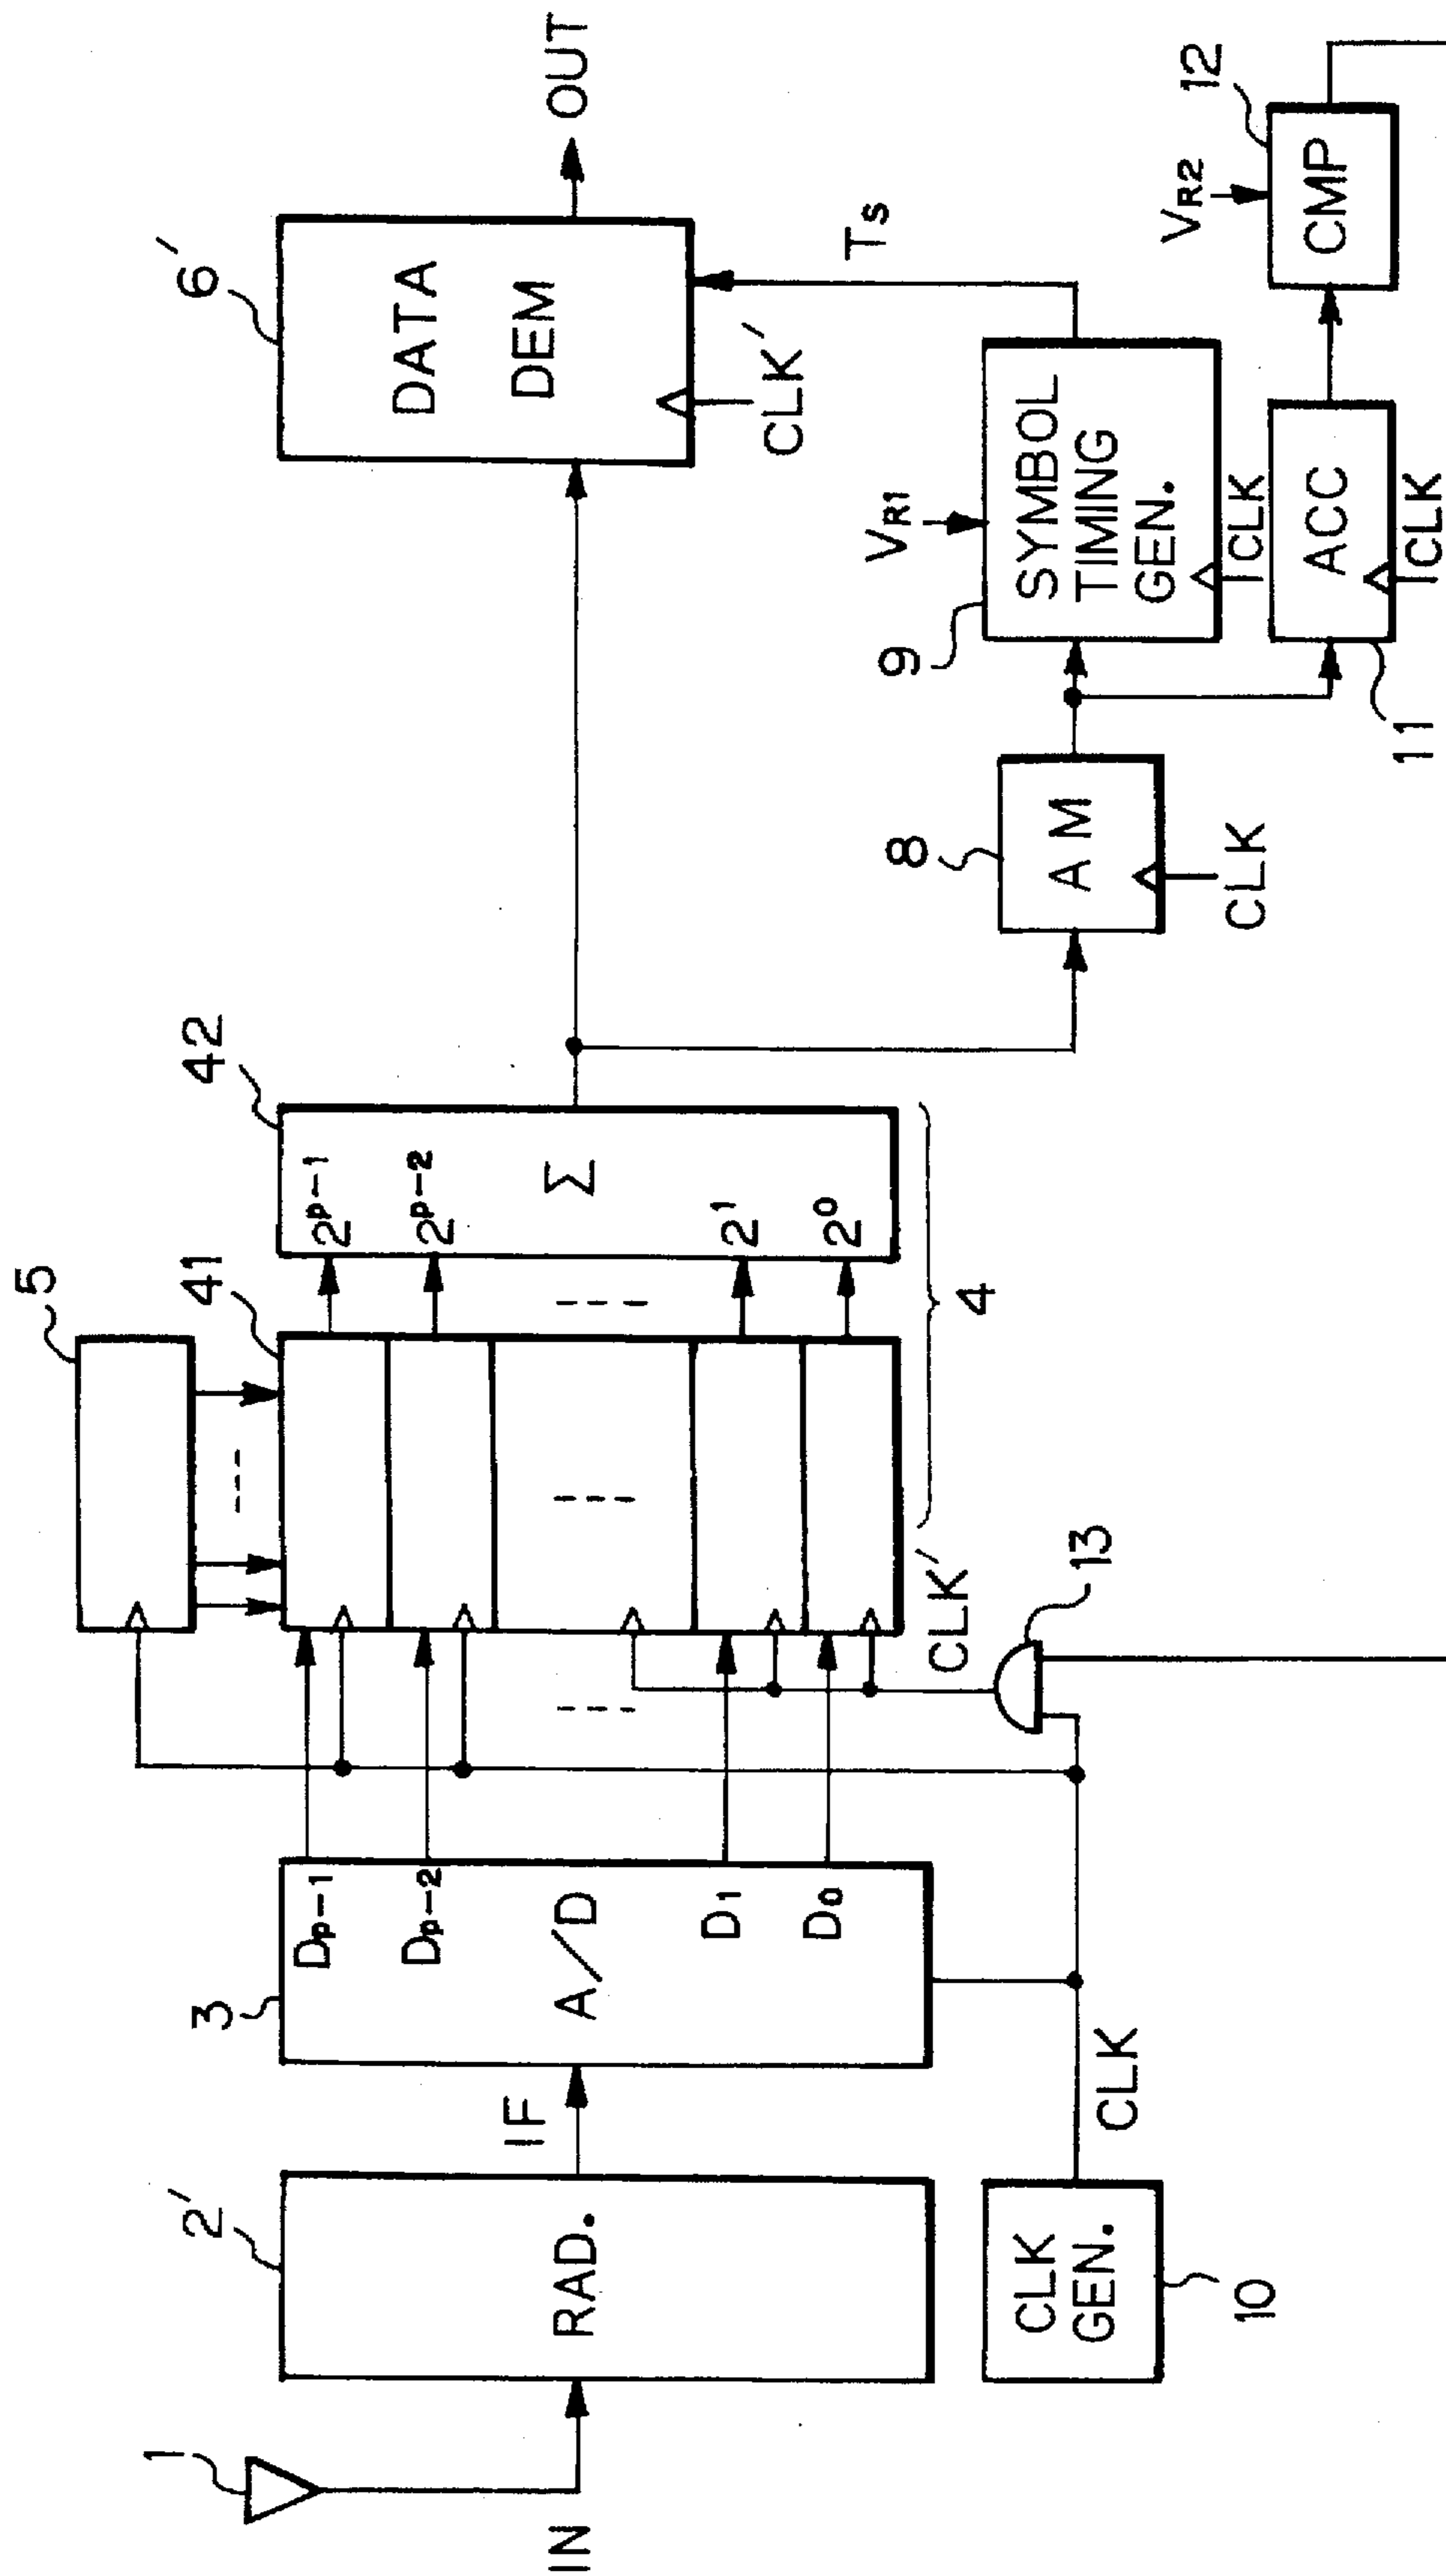 1
IN
2'
RAD.
IF
3
A/D
Dp-1
Dp-2
D1
D0
CLK
GEN.
10
CLK
5
41
13
CLK'
4
42
2p-1
2p-2
Σ
21
20
6'
DATA
DEM
CLK'
OUT
TS
8
AM
CLK
9
VR1
SYMBOL
TIMING
GEN.
CLK
11
ACC
CLK
12
VR2
CMP